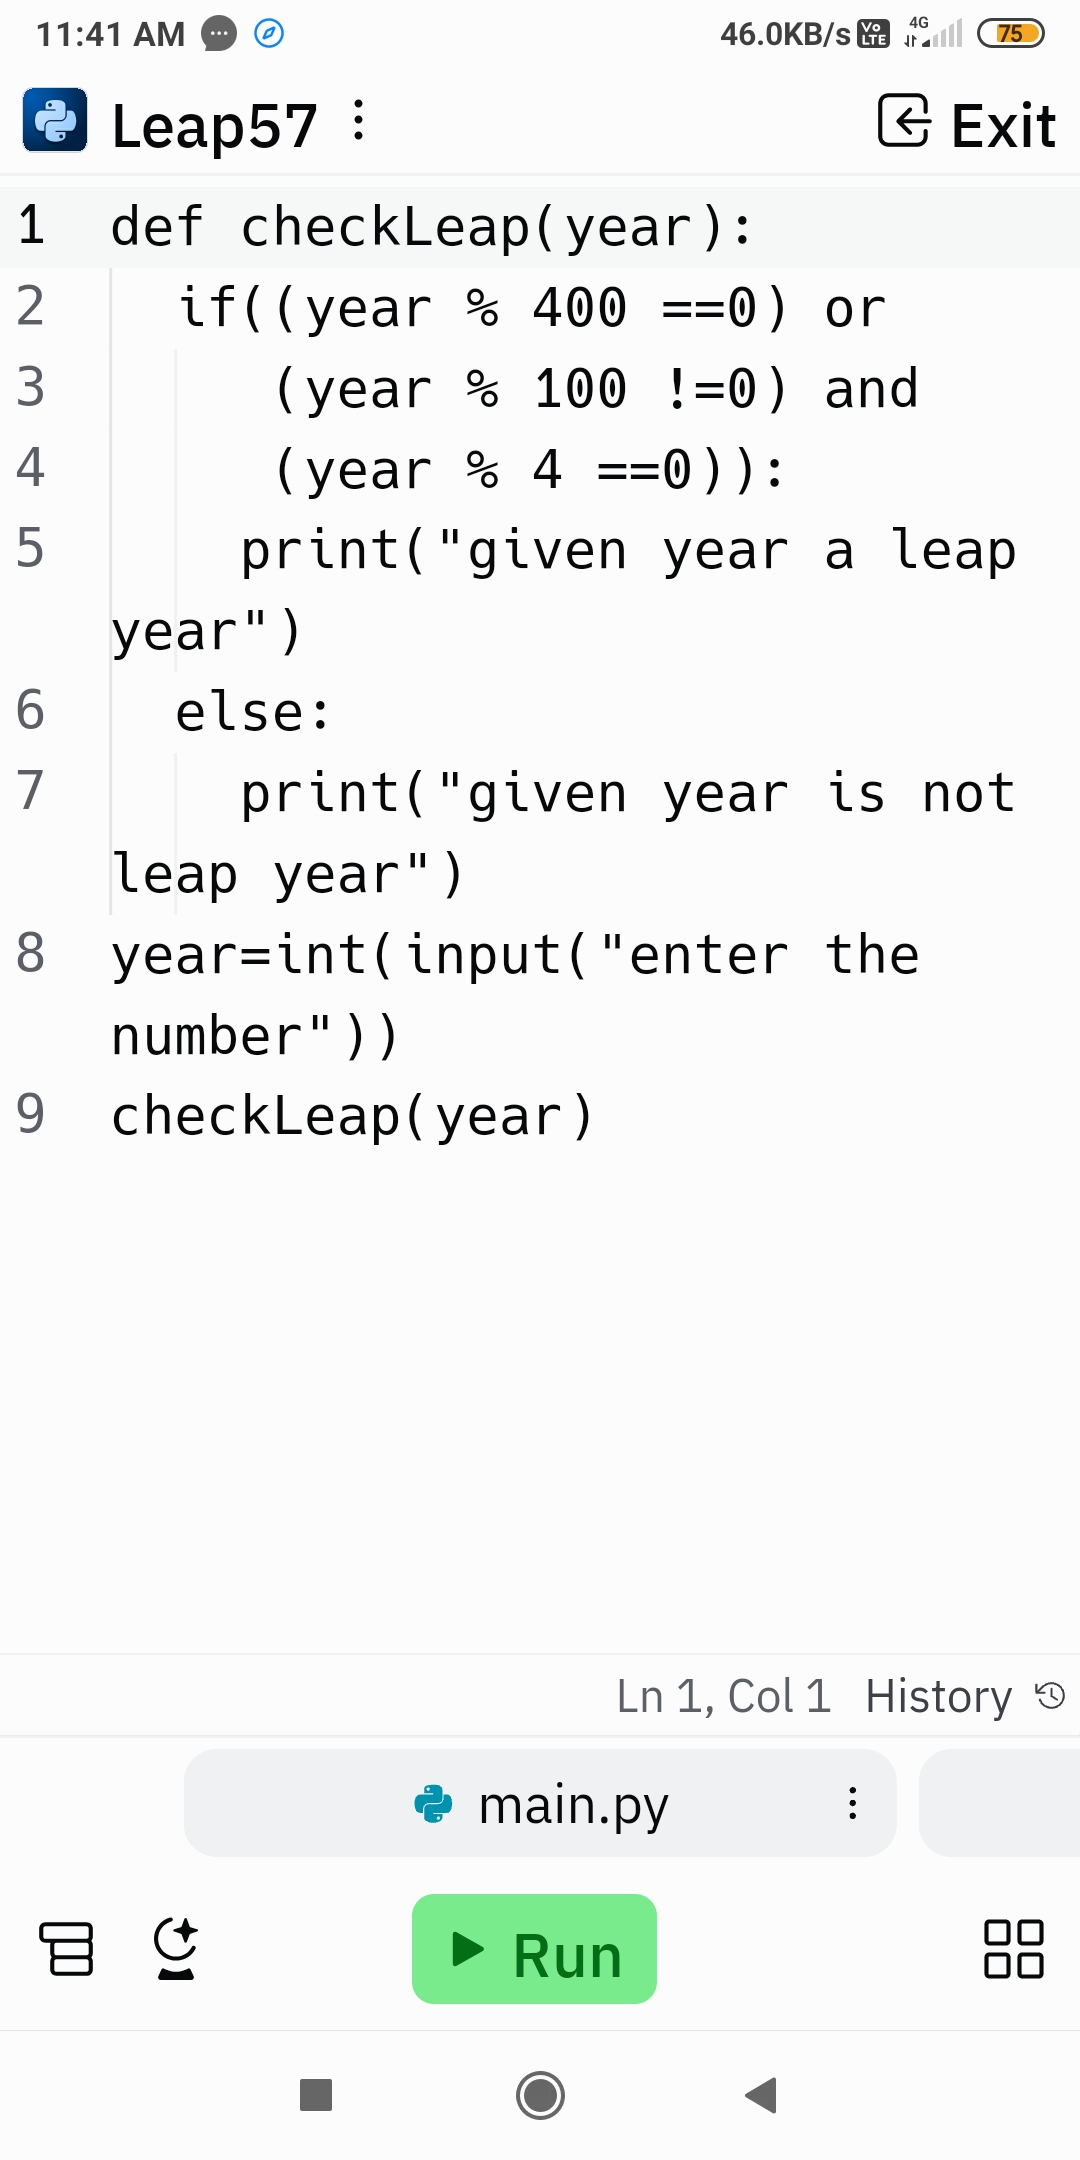 11:41 AM 46.0KB/s Vo LTE 4G 75
Leap57 Exit
1 def checkLeap(year):
2 if((year % 400 ==0) or
3 (year % 100 !=0) and
4 (year % 4 ==0)):
5 print("given year a leap
year")
6 else:
7 print("given year is not
leap year")
8 year=int(input("enter the
number"))
9 checkLeap(year)
Ln 1, Col 1 History
main.py
Run